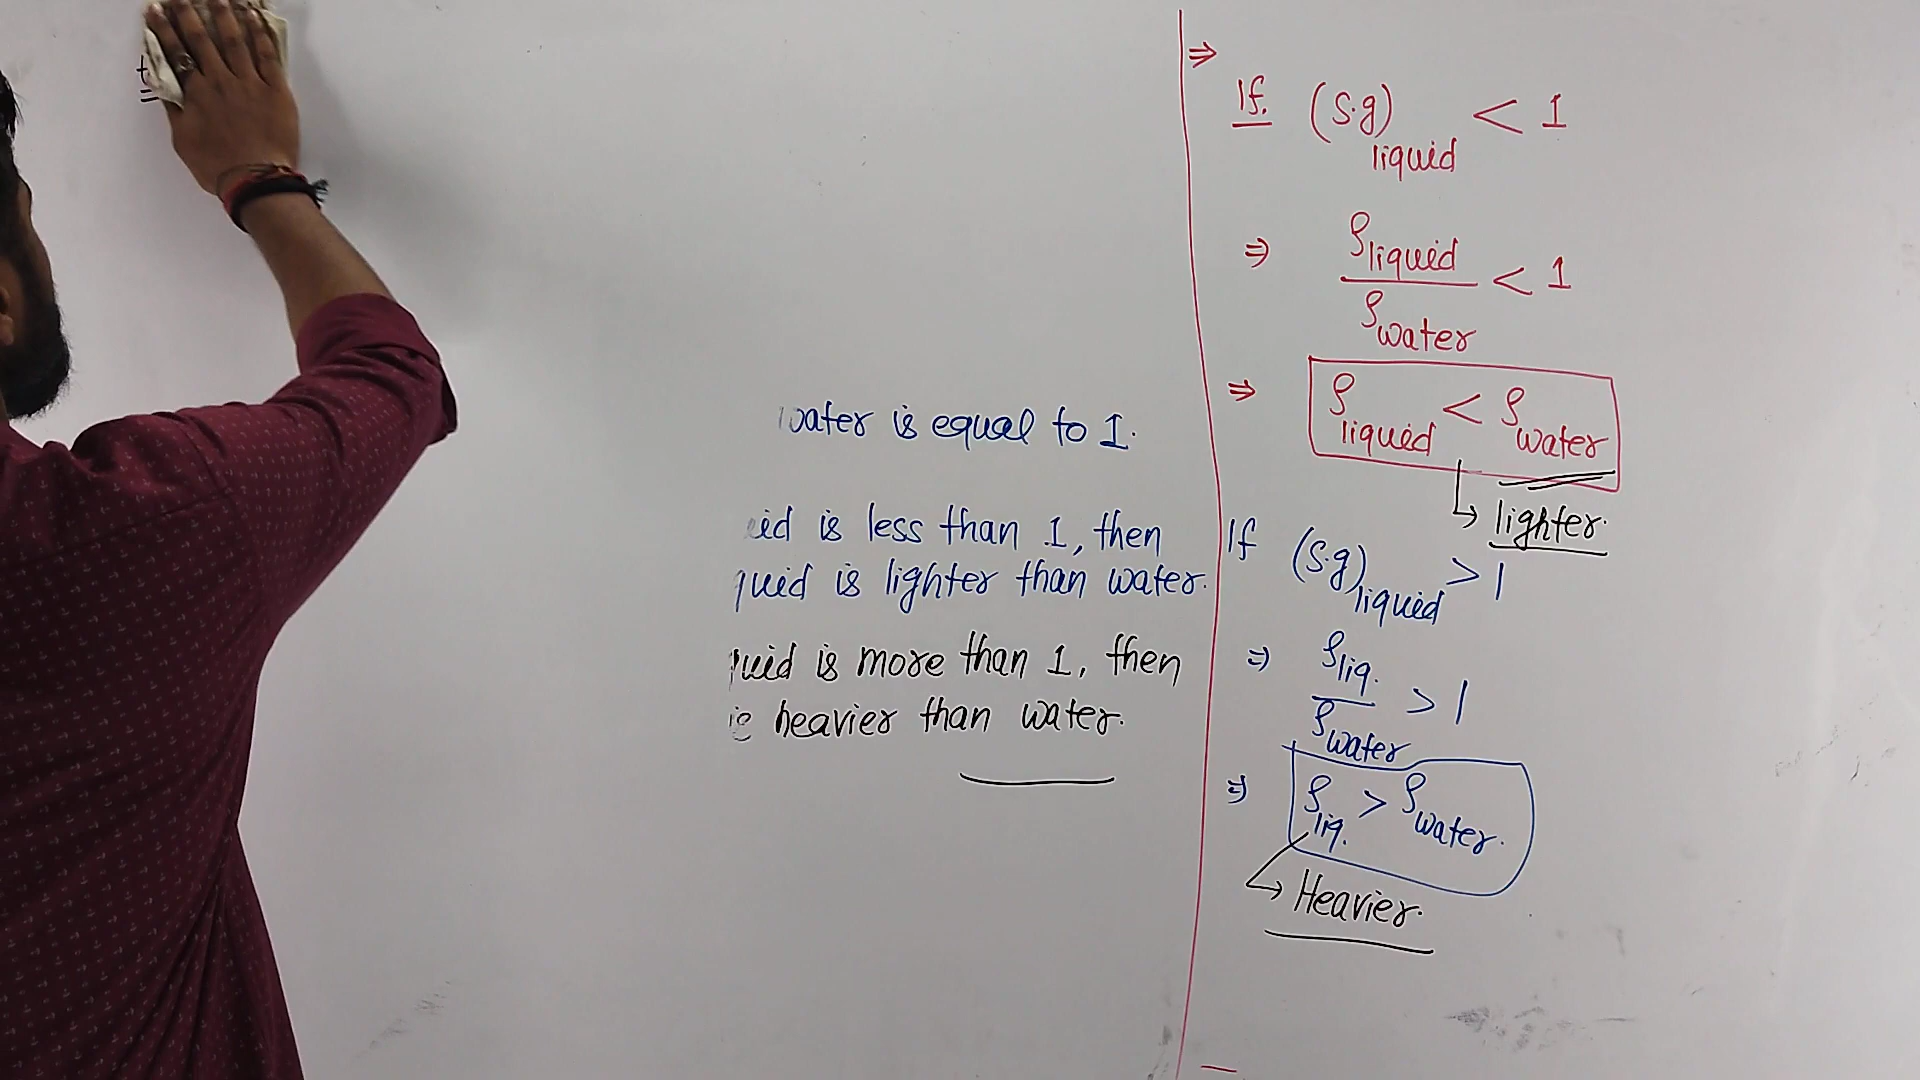 water is equal to 1.
is less than 1, then
is lighter than water.
is more than 1, then
heavier than water.
⇒
If. (S.g)liquid < 1
⇒ ρliquid / ρwater < 1
⇒ ρliquid < ρwater
↳ lighter.
If (S.g)liquid > 1
⇒ ρliq. / ρwater > 1
⇒ ρliq. > ρwater.
↳ Heavier.